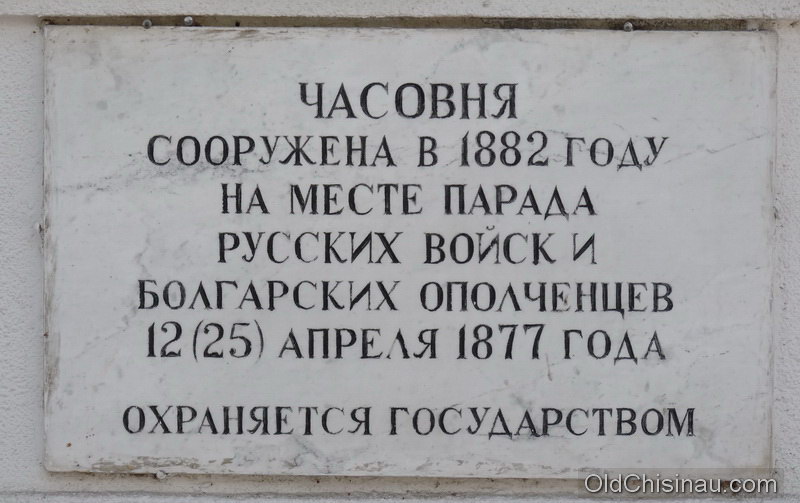 ЧАСОВНЯ
СООРУЖЕНА В 1882 ГОДУ
НА МЕСТЕ ПАРАДА
РУССКИХ ВОЙСК И
БОЛГАРСКИХ ОПОЛЧЕНЦЕВ
12 (25) АПРЕЛЯ 1877 ГОДА
ОХРАНЯЕТСЯ ГОСУДАРСТВОМ
OldChisinau.com